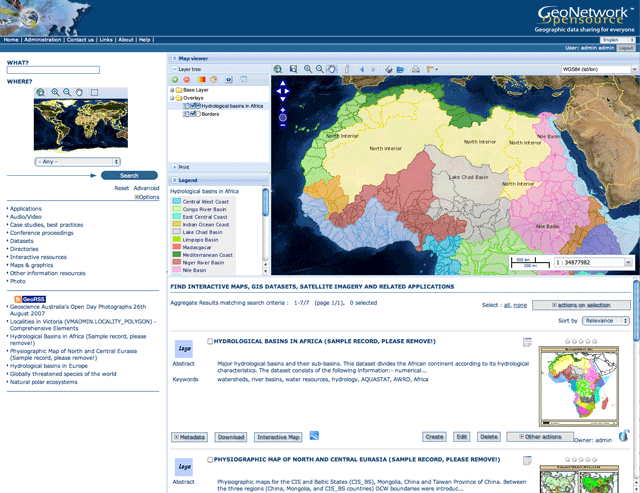 GeoNetwork
Opensource
Geographic data sharing for everyone
Home | Administration | Contact us | Links | About | Help |
English
User: admin admin
Logout
WHAT?
WHERE?
- Any -
Search
Reset Advanced
Options
Applications
Audio/Video
Case studies, best practices
Conference proceedings
Datasets
Directories
Interactive resources
Maps & graphics
Other information resources
Photo
GeoRSS
Geoscience Australia's Open Day Photographs 26th
August 2007
Localities in Victoria (VMADMIN.LOCALITY_POLYGON) -
Comprehensive Elements
Hydrological Basins in Africa (Sample record, please
remove!)
Physiographic Map of North and Central Eurasia
(Sample record, please remove!)
Hydrological basins in Europe
Globally threatened species of the world
Natural polar ecosystems
Map viewer
Layer tree
Base Layer
Overlays
Hydrological basins in Africa
Borders
Print
Legend
Hydrological basins in Africa
Central West Coast
Congo River Basin
East Central Coast
Indian Ocean Coast
Lake Chad Basin
Limpopo Basin
Madagascar
Mediterranean Coast
Niger River Basin
Nile Basin
WGS84 (lat/lon)
North Interior
North Interior
North Interior
Nile Basin
Lake Chad Basin
North Interior
Nile Basin
500 km
500 mi
1 : 34877982
FIND INTERACTIVE MAPS, GIS DATASETS, SATELLITE IMAGERY AND RELATED APPLICATIONS
Aggregate Results matching search criteria : 1-7/7 (page 1/1), 0 selected
Select : all, none
actions on selection
Sort by Relevance
Logo
HYDROLOGICAL BASINS IN AFRICA (SAMPLE RECORD, PLEASE REMOVE!)
Abstract Major hydrological basins and their sub-basins. This dataset divides the African continent according to its hydrological
characteristics. The dataset consists of the following information:- numerical...
Keywords watersheds, river basins, water resources, hydrology, AQUASTAT, AWRD, Africa
Metadata Download Interactive Map
Create Edit Delete Other actions
Owner: admin
Logo
PHYSIOGRAPHIC MAP OF NORTH AND CENTRAL EURASIA (SAMPLE RECORD, PLEASE REMOVE!)
Abstract Physiographic maps for the CIS and Baltic States (CIS_BS), Mongolia, China and Taiwan Province of China. Between
the three regions (China, Mongolia, and CIS_BS countries) DCW boundaries were introduc...